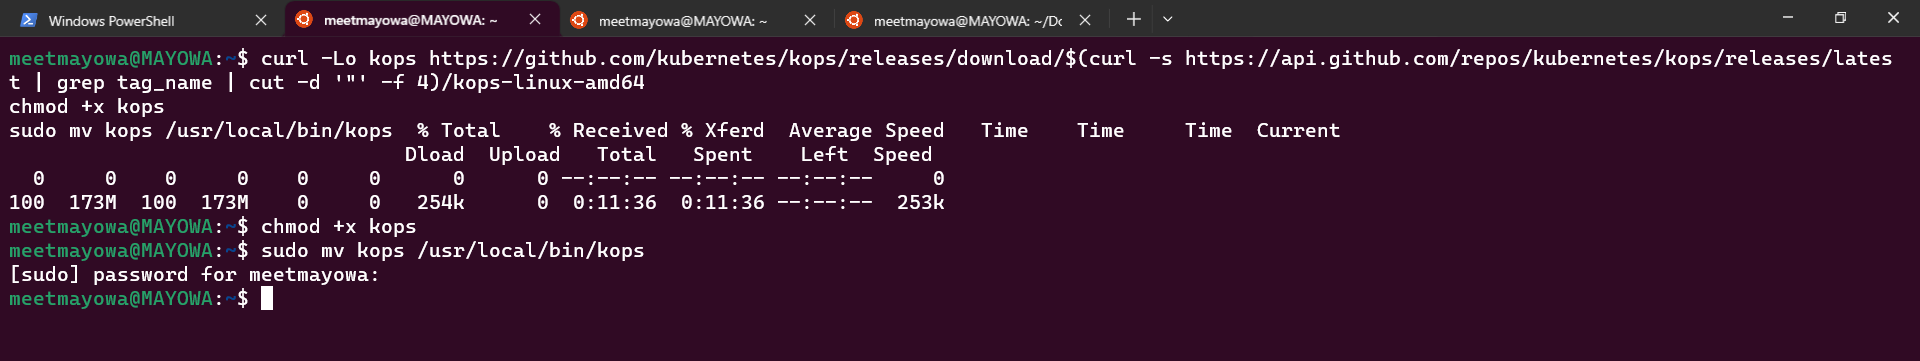 Windows PowerShell
meetmayowa@MAYOWA: ~
meetmayowa@MAYOWA: ~
meetmayowa@MAYOWA: ~/Dc
meetmayowa@MAYOWA:~$ curl -Lo kops https://github.com/kubernetes/kops/releases/download/$(curl -s https://api.github.com/repos/kubernetes/kops/releases/lates
t | grep tag_name | cut -d '"' -f 4)/kops-linux-amd64
chmod +x kops
sudo mv kops /usr/local/bin/kops  % Total    % Received % Xferd  Average Speed   Time    Time     Time  Current
                                 Dload  Upload   Total   Spent    Left  Speed
  0     0    0     0    0     0      0      0 --:--:-- --:--:-- --:--:--     0
100  173M  100  173M    0     0   254k      0  0:11:36  0:11:36 --:--:--  253k
meetmayowa@MAYOWA:~$ chmod +x kops
meetmayowa@MAYOWA:~$ sudo mv kops /usr/local/bin/kops
[sudo] password for meetmayowa:
meetmayowa@MAYOWA:~$